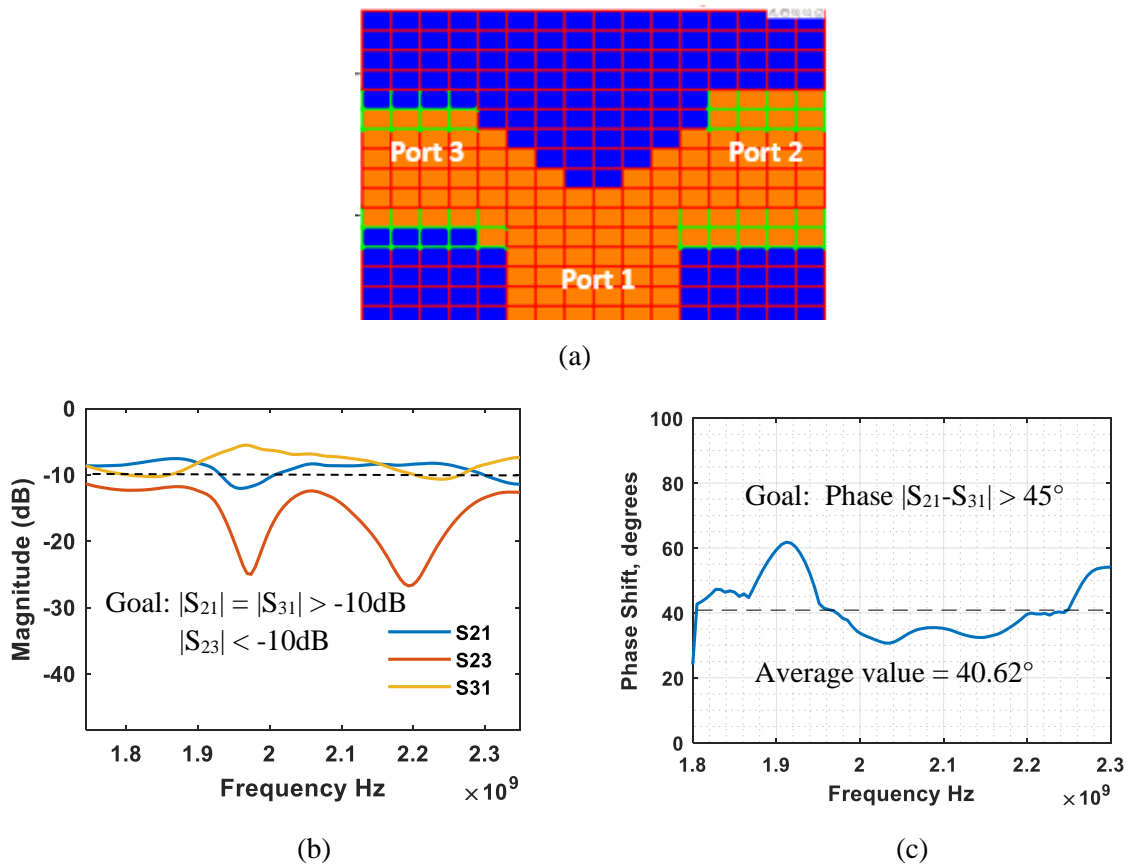 Port 3
Port 2
Port 1
(a)
0
-10
-20
-30
-40
Magnitude (dB)
Goal: |S21| = |S31| > -10dB
|S23| < -10dB
S21
S23
S31
1.8
1.9
2
2.1
2.2
2.3
Frequency Hz
×10^9
(b)
100
80
60
40
20
0
Phase Shift, degrees
Goal: Phase |S21-S31| > 45°
Average value = 40.62°
1.8
1.9
2
2.1
2.2
2.3
Frequency Hz
×10^9
(c)